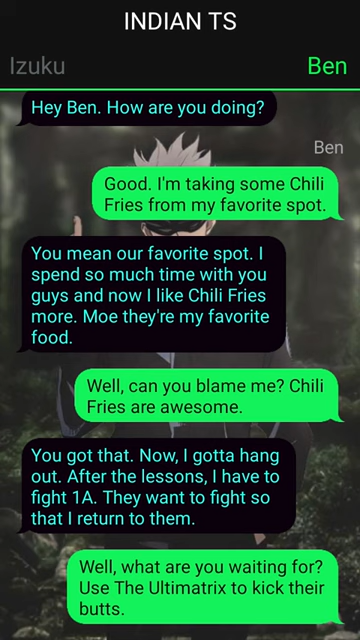 INDIAN TS
Izuku
Ben
Hey Ben. How are you doing?
Ben
Good. I'm taking some Chili
Fries from my favorite spot.
You mean our favorite spot. I
spend so much time with you
guys and now I like Chili Fries
more. Moe they're my favorite
food.
Well, can you blame me? Chili
Fries are awesome.
You got that. Now, I gotta hang
out. After the lessons, I have to
fight 1A. They want to fight so
that I return to them.
Well, what are you waiting for?
Use The Ultimatrix to kick their
butts.